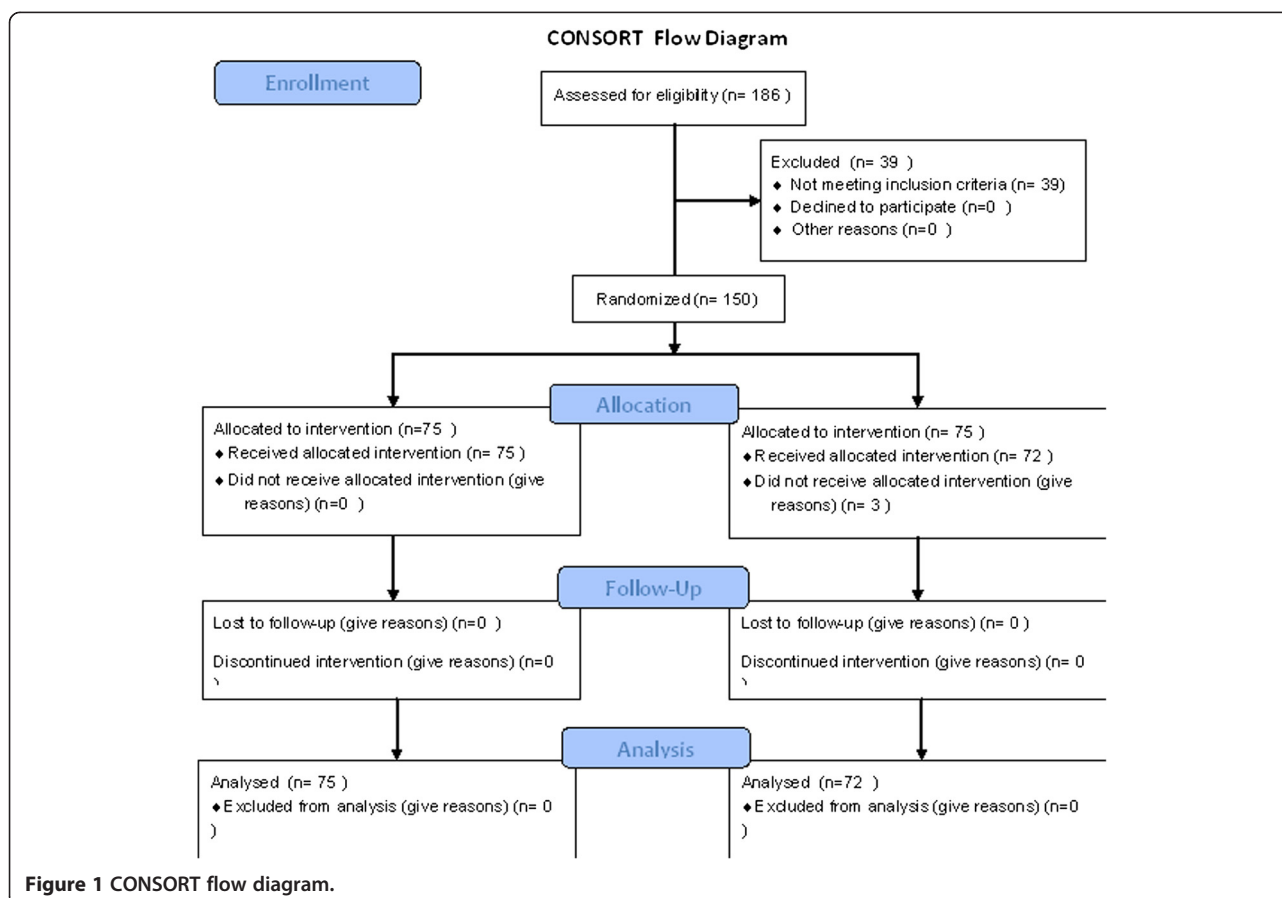 CONSORT Flow Diagram
Enrollment
Assessed for eligibility (n= 186 )
Excluded (n= 39 )
◆ Not meeting inclusion criteria (n= 39)
◆ Declined to participate (n=0 )
◆ Other reasons (n=0 )
Randomized (n= 150)
Allocation
Allocated to intervention (n=75 )
◆ Received allocated intervention (n= 75 )
◆ Did not receive allocated intervention (give
reasons) (n=0 )
Allocated to intervention (n= 75)
◆ Received allocated intervention (n= 72 )
◆ Did not receive allocated intervention (give
reasons) (n= 3 )
Follow-Up
Lost to follow-up (give reasons) (n=0 )
Discontinued intervention (give reasons) (n=0
)
Lost to follow-up (give reasons) (n= 0 )
Discontinued intervention (give reasons) (n= 0
)
Analysis
Analysed (n= 75 )
◆ Excluded from analysis (give reasons) (n= 0
)
Analysed (n=72 )
◆ Excluded from analysis (give reasons) (n=0
)
Figure 1 CONSORT flow diagram.